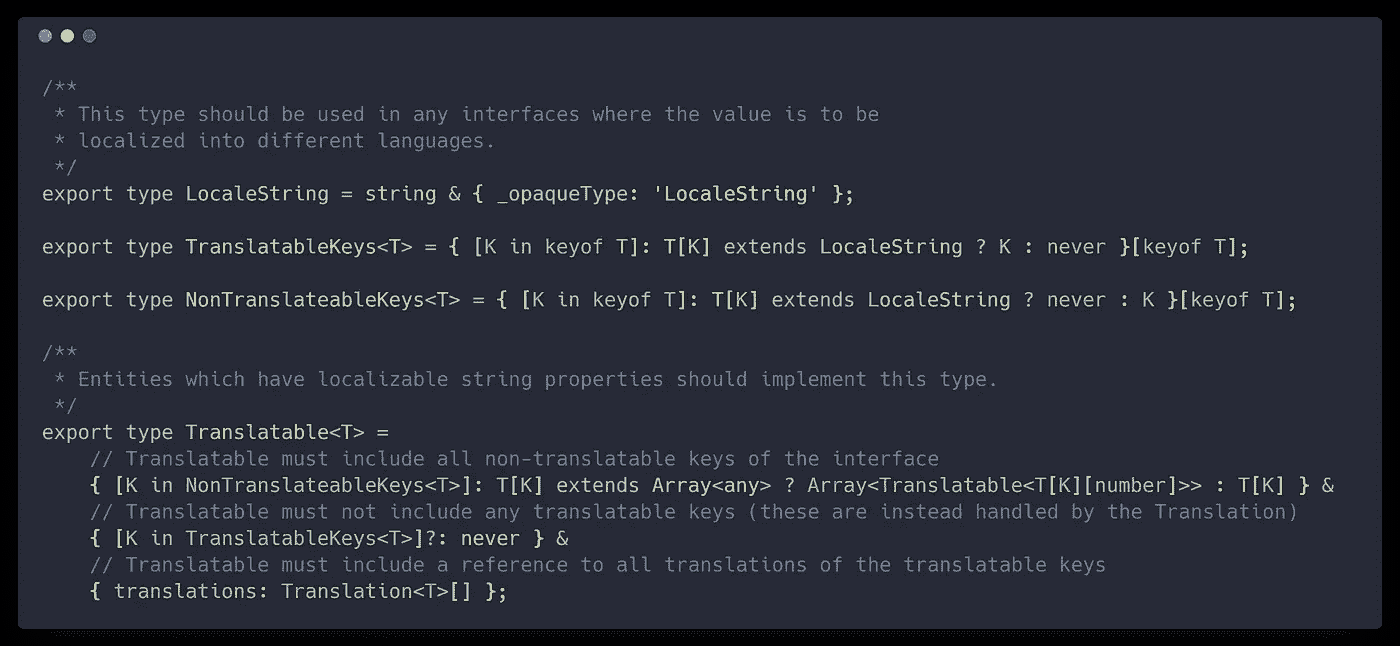 /**
 * This type should be used in any interfaces where the value is to be
 * localized into different languages.
 */
export type LocaleString = string & { _opaqueType: 'LocaleString' };

export type TranslatableKeys<T> = { [K in keyof T]: T[K] extends LocaleString ? K : never }[keyof T];

export type NonTranslateableKeys<T> = { [K in keyof T]: T[K] extends LocaleString ? never : K }[keyof T];

/**
 * Entities which have localizable string properties should implement this type.
 */
export type Translatable<T> =
    // Translatable must include all non-translatable keys of the interface
    { [K in NonTranslateableKeys<T>]: T[K] extends Array<any> ? Array<Translatable<T[K][number]>> : T[K] } &
    // Translatable must not include any translatable keys (these are instead handled by the Translation)
    { [K in TranslatableKeys<T>]?: never } &
    // Translatable must include a reference to all translations of the translatable keys
    { translations: Translation<T>[] };